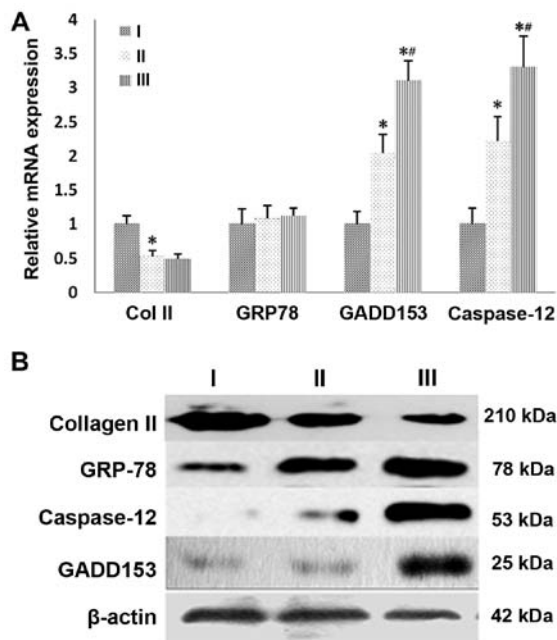 A
Relative mRNA expression
4
3.5
3
2.5
2
1.5
1
0.5
0
I
II
III
*
*
*#
*
*#
Col II GRP78 GADD153 Caspase-12
B
I II III
Collagen II 210 kDa
GRP-78 78 kDa
Caspase-12 53 kDa
GADD153 25 kDa
β-actin 42 kDa